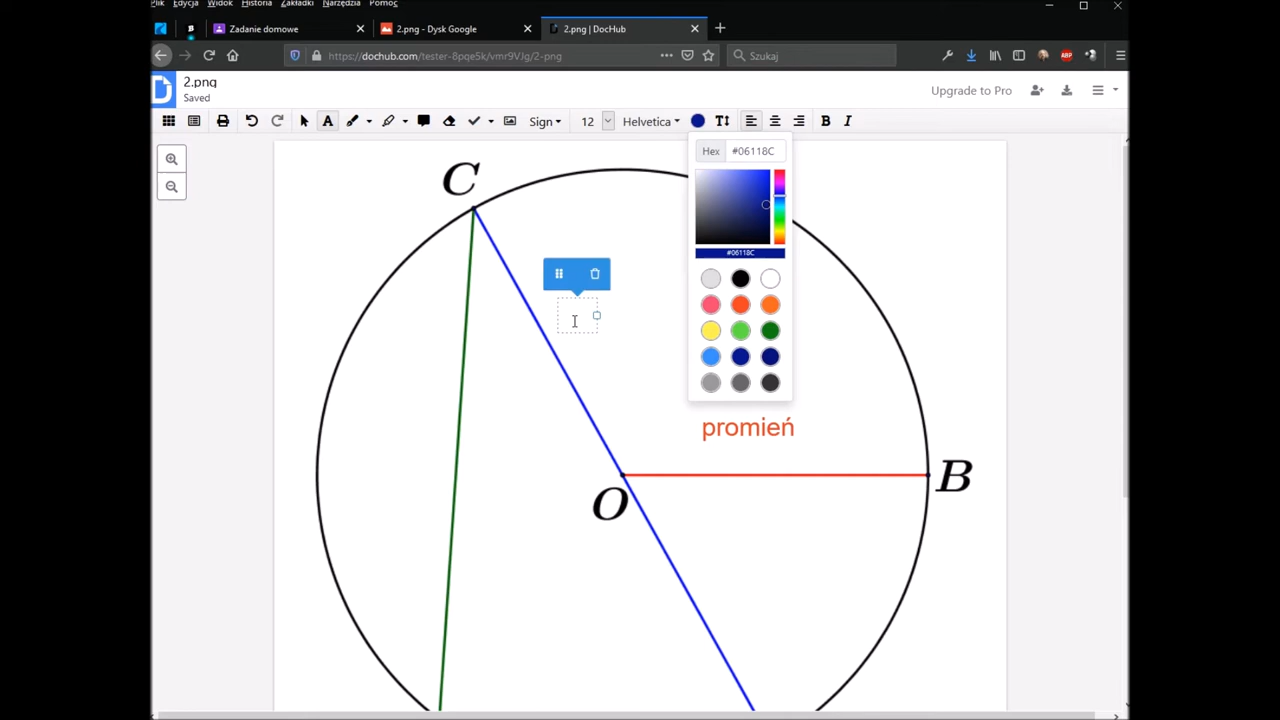 Plik Edycja Widok Historia Zakładki Narzędzia Pomoc
Zadanie domowe
2.png - Dysk Google
2.png | DocHub
https://dochub.com/tester-8pqe5k/vmr9VJg/2-png
Szukaj
ABP
2.png
Saved
Upgrade to Pro
A
Sign
12
Helvetica
B
I
Hex #06118C
#06118C
C
promień
O
B